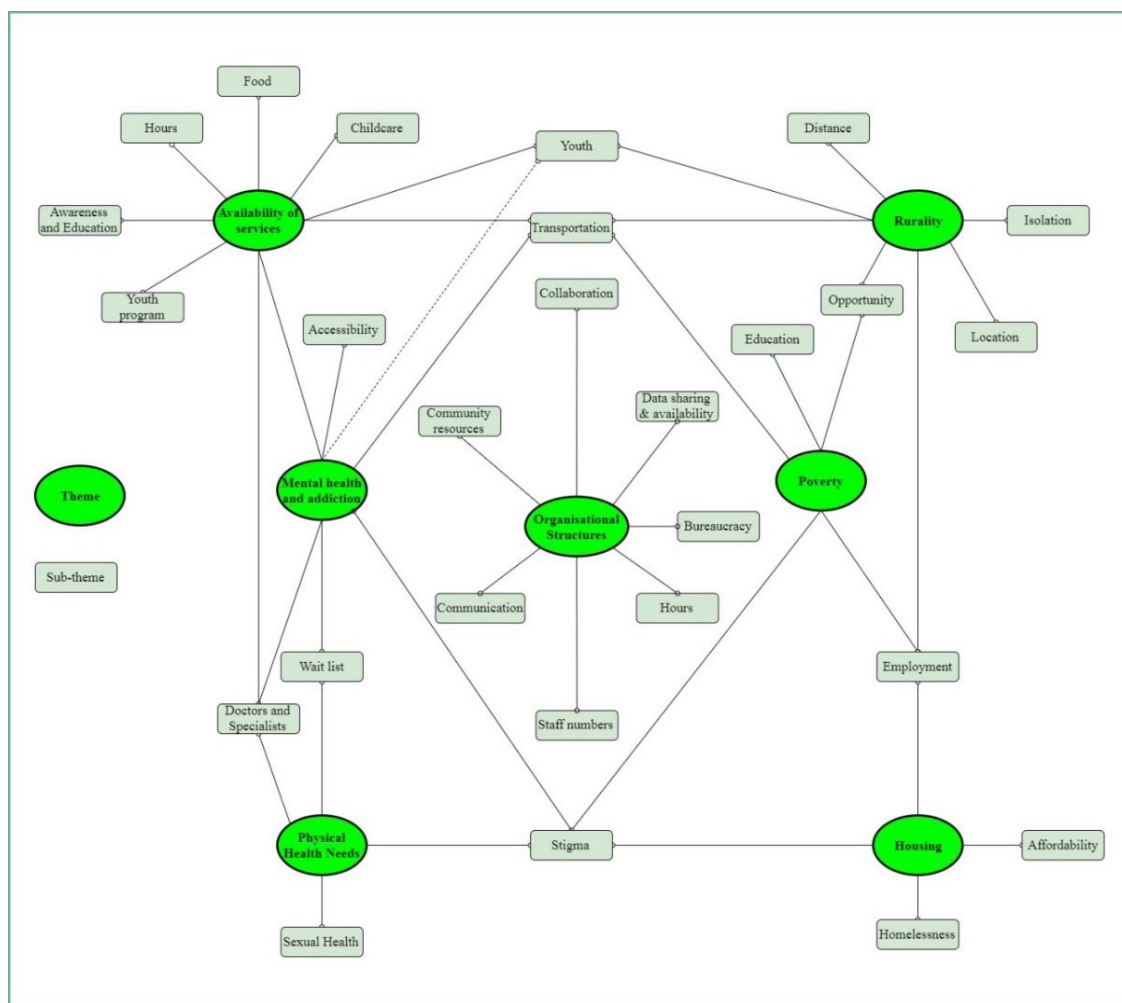 Food
Hours
Childcare
Distance
Youth
Awareness
and Education
Availability of
services
Transportation
Rurality
Isolation
Youth
program
Collaboration
Opportunity
Accessibility
Education
Location
Community
resources
Data sharing
& availability
Theme
Mental health
and addiction
Poverty
Organisational
Structures
Bureaucracy
Sub-theme
Communication
Hours
Wait list
Employment
Doctors and
Specialists
Staff numbers
Physical
Health Needs
Stigma
Housing
Affordability
Sexual Health
Homelessness